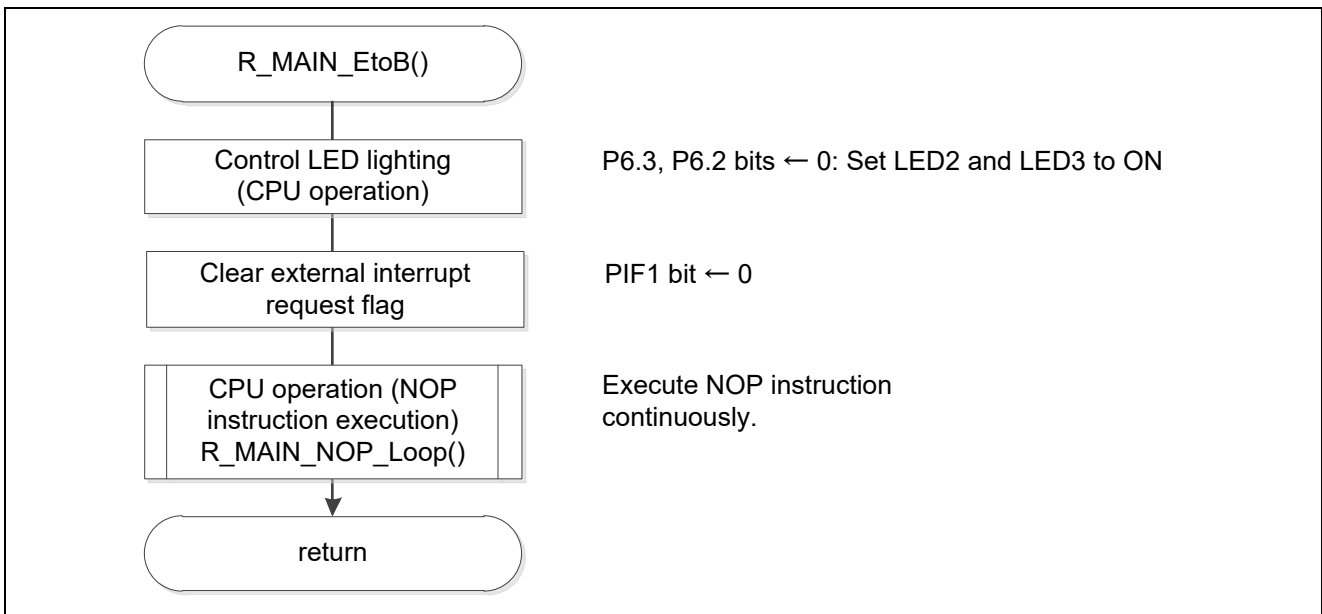 R_MAIN_EtoB()
Control LED lighting
(CPU operation)
P6.3, P6.2 bits ← 0: Set LED2 and LED3 to ON
Clear external interrupt
request flag
PIF1 bit ← 0
CPU operation (NOP
instruction execution)
R_MAIN_NOP_Loop()
Execute NOP instruction
continuously.
return